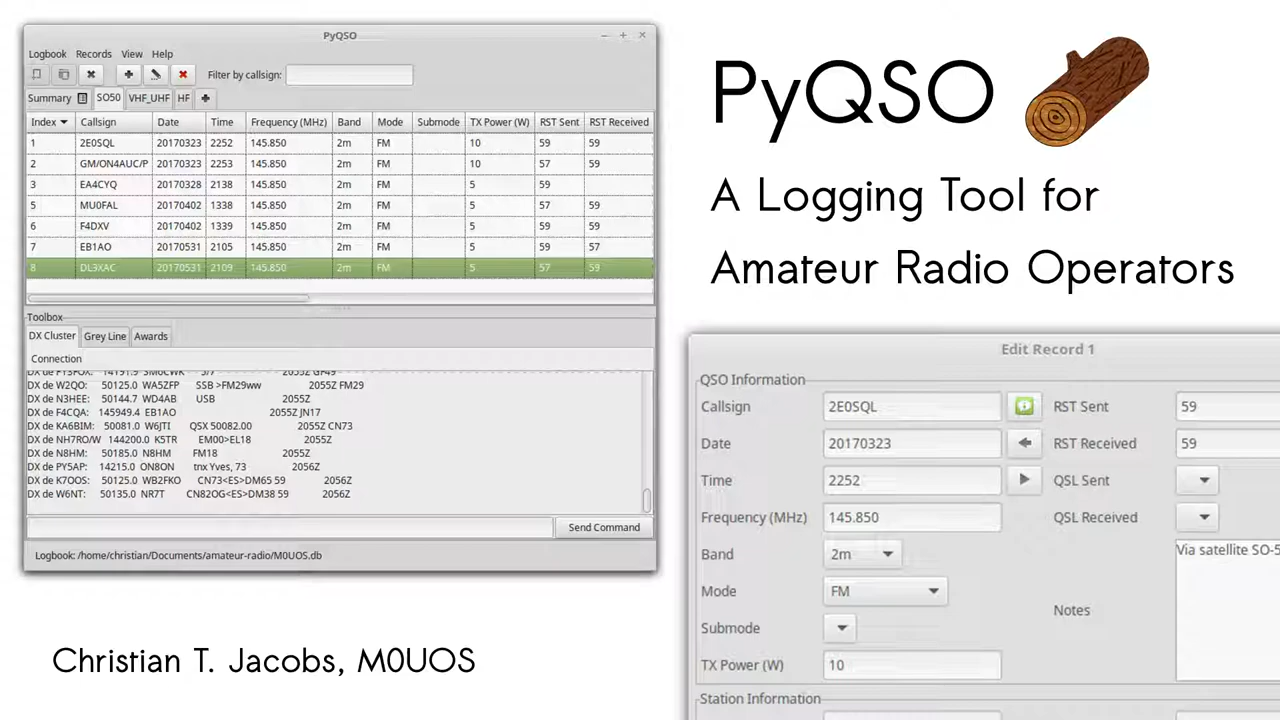 PyQSO
Logbook Records View Help
Filter by callsign:
Summary SO50 VHF_UHF HF
Index Callsign Date Time Frequency (MHz) Band Mode Submode TX Power (W) RST Sent RST Received
1 2E0SQL 20170323 2252 145.850 2m FM 10 59 59
2 GM/ON4AUC/P 20170323 2253 145.850 2m FM 10 57 59
3 EA4CYQ 20170328 2138 145.850 2m FM 5 59
5 MU0FAL 20170402 1338 145.850 2m FM 5 57 59
6 F4DXV 20170402 1339 145.850 2m FM 5 59 59
7 EB1AO 20170531 2105 145.850 2m FM 5 59 57
8 DL3XAC 20170531 2109 145.850 2m FM 5 57 59
Toolbox
DX Cluster Grey Line Awards
Connection
DX de W2QO: 50125.0 WA5ZFP SSB >FM29ww 2055Z FM29
DX de N3HEE: 50144.7 WD4AB USB 2055Z
DX de F4CQA: 145949.4 EB1AO 2055Z JN17
DX de KA6BIM: 50081.0 W6JTI QSX 50082.00 2055Z CN73
DX de NH7RO/W 144200.0 K5TR EM00>EL18 2055Z
DX de N8HM: 50185.0 N8HM FM18 2055Z
DX de PY5AP: 14215.0 ON8ON tnx Yves, 73 2056Z
DX de K7OOS: 50125.0 WB2FKO CN73<ES>DM65 59 2056Z
DX de W6NT: 50135.0 NR7T CN82OG<ES>DM38 59 2056Z
Send Command
Logbook: /home/christian/Documents/amateur-radio/M0UOS.db
PyQSO
A Logging Tool for
Amateur Radio Operators
Edit Record 1
QSO Information
Callsign 2E0SQL RST Sent 59
Date 20170323 RST Received 59
Time 2252 QSL Sent
Frequency (MHz) 145.850 QSL Received
Band 2m Via satellite SO-5
Mode FM
Notes
Submode
TX Power (W) 10
Station Information
Christian T. Jacobs, M0UOS